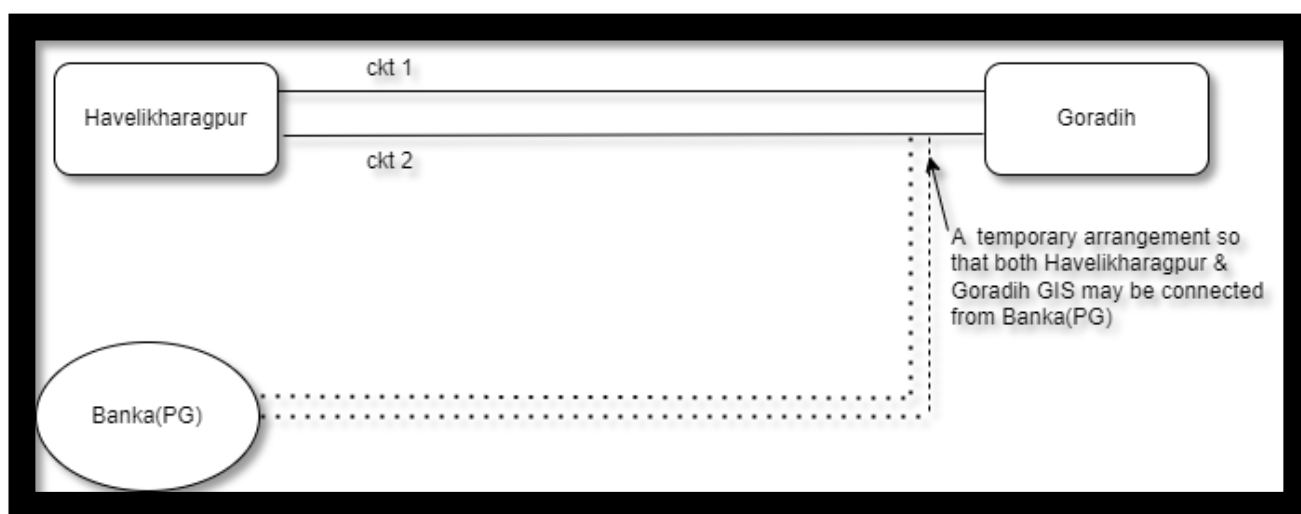 ckt 1
Havelikharagpur
Goradih
ckt 2
A temporary arrangement so
that both Havelikharagpur &
Goradih GIS may be connected
from Banka(PG)
Banka(PG)